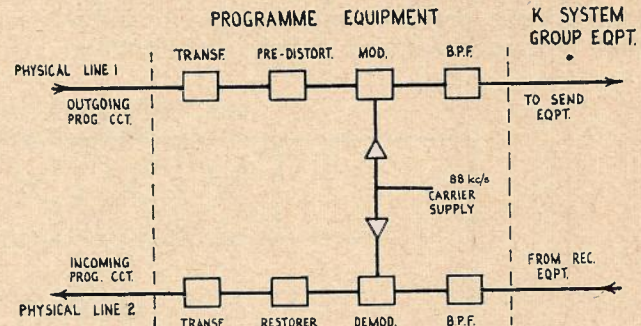 PROGRAMME EQUIPMENT
K SYSTEM
GROUP EQPT.
TRANSF.
PRE-DISTORT.
MOD.
B.P.F.
PHYSICAL LINE 1
OUTGOING
PROG. CCT.
TO SEND
EQPT.
88 kc/s
CARRIER
SUPPLY
INCOMING
PROG. CCT.
FROM REC.
EQPT.
PHYSICAL LINE 2
TRANSF.
RESTORER
DEMOD.
B.P.F.